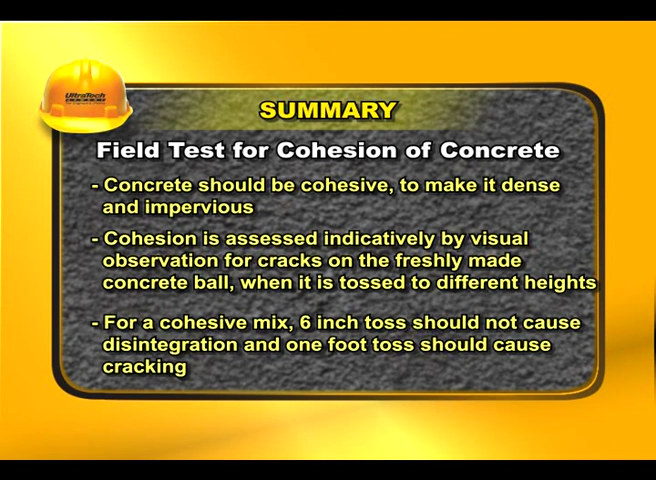 UltraTech
CEMENT
SUMMARY
Field Test for Cohesion of Concrete
- Concrete should be cohesive, to make it dense
and impervious
- Cohesion is assessed indicatively by visual
observation for cracks on the freshly made
concrete ball, when it is tossed to different heights
- For a cohesive mix, 6 inch toss should not cause
disintegration and one foot toss should cause
cracking